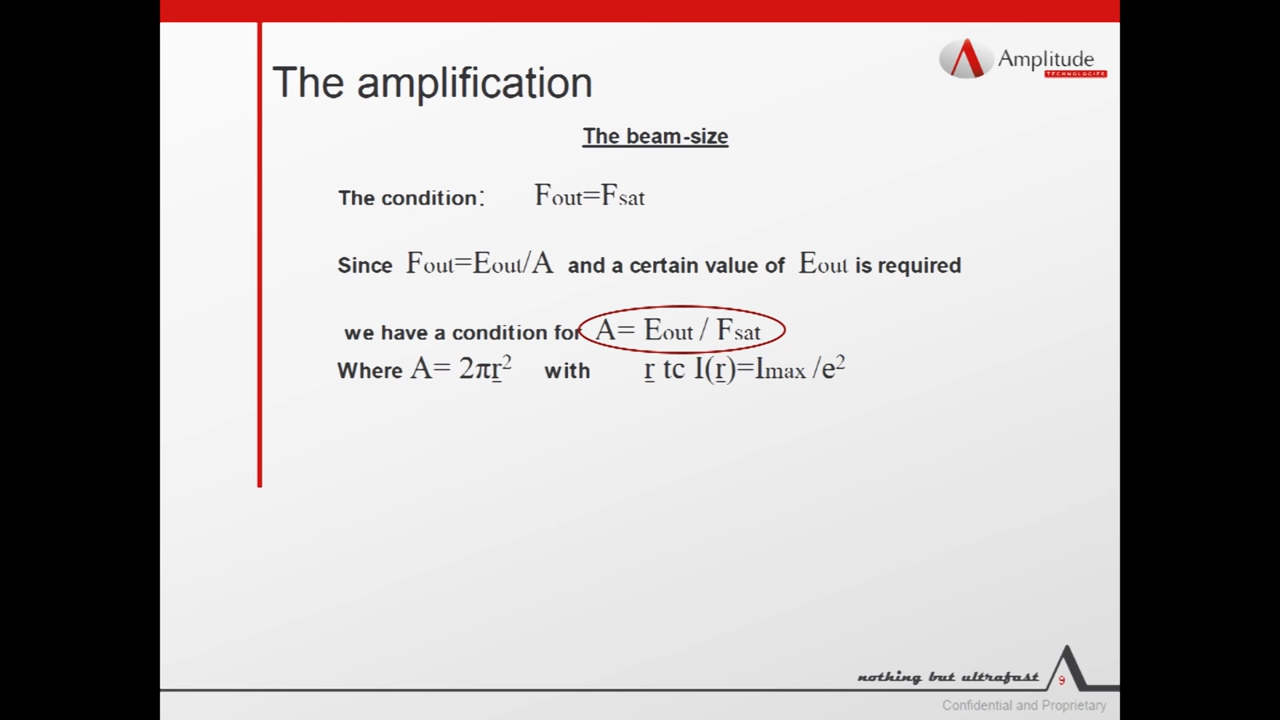 Amplitude
TECHNOLOGIES
The amplification
The beam-size
The condition: Fout=Fsat
Since Fout=Eout/A and a certain value of Eout is required
we have a condition for A= Eout / Fsat
Where A= 2πr² with r tc I(r)=Imax /e²
nothing but ultrafast
9
Confidential and Proprietary